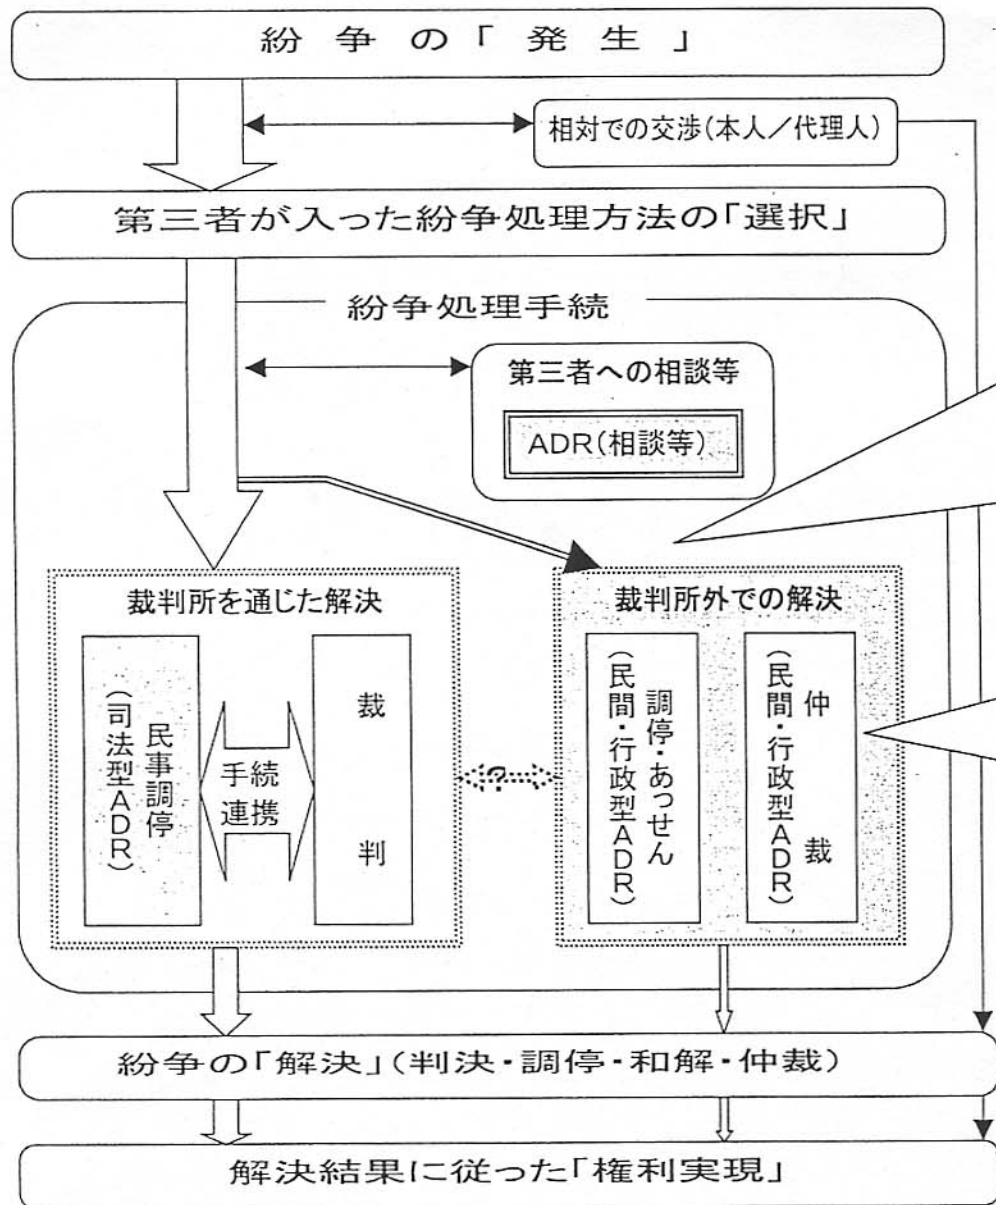 紛争の「発生」
相対での交渉(本人／代理人)
第三者が入った紛争処理方法の「選択」
紛争処理手続
第三者への相談等
ADR(相談等)
裁判所を通じた解決
民事調停
(司法型ADR)
手続
連携
裁判
?
裁判所外での解決
調停・あっせん
(民間・行政型ADR)
仲裁
(民間・行政型ADR)
紛争の「解決」(判決・調停・和解・仲裁)
解決結果に従った「権利実現」